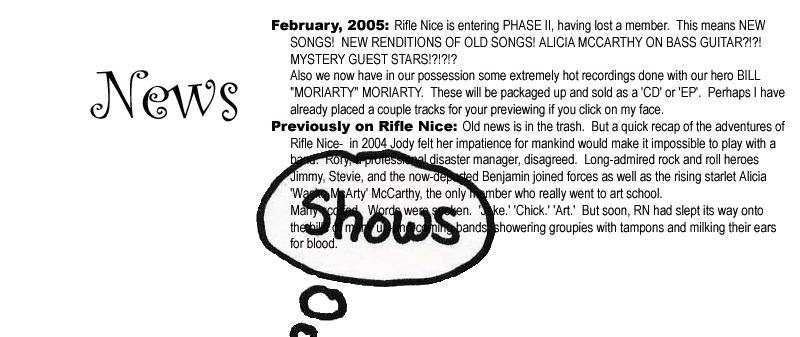 News
February, 2005: Rifle Nice is entering PHASE II, having lost a member. This means NEW
SONGS! NEW RENDITIONS OF OLD SONGS! ALICIA MCCARTHY ON BASS GUITAR?!?!
MYSTERY GUEST STARS!?!?!?
Also we now have in our possession some extremely hot recordings done with our hero BILL
"MORIARTY" MORIARTY. These will be packaged up and sold as a 'CD' or 'EP'. Perhaps I have
already placed a couple tracks for your previewing if you click on my face.
Previously on Rifle Nice: Old news is in the trash. But a quick recap of the adventures of
Rifle Nice- in 2004 Jody felt her impatience for mankind would make it impossible to play with a
band. Rory, a professional disaster manager, disagreed. Long-admired rock and roll heroes
Jimmy, Stevie, and the now-departed Benjamin joined forces as well as the rising starlet Alicia
McArty' McCarthy, the only member who really went to art school.
Many scoffed. Words were spoken. 'Joke.' 'Chick.' 'Art.' But soon, RN had slept its way onto
the bills of many up-and-coming bands, showering groupies with tampons and milking their ears
for blood.
Shows